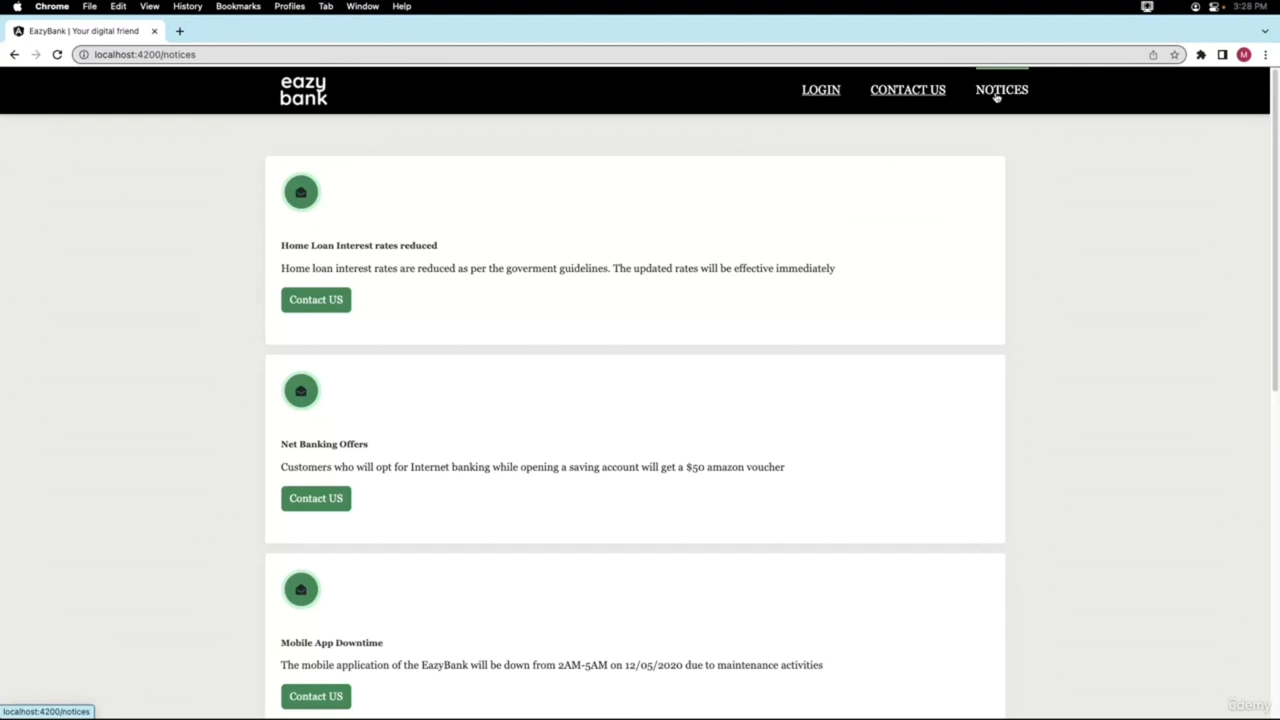 Chrome File Edit View History Bookmarks Profiles Tab Window Help 3:28 PM
EazyBank | Your digital friend
localhost:4200/notices
M
eazy
bank
LOGIN CONTACT US NOTICES
Home Loan Interest rates reduced
Home loan interest rates are reduced as per the goverment guidelines. The updated rates will be effective immediately
Contact US
Net Banking Offers
Customers who will opt for Internet banking while opening a saving account will get a $50 amazon voucher
Contact US
Mobile App Downtime
The mobile application of the EazyBank will be down from 2AM-5AM on 12/05/2020 due to maintenance activities
Contact US
localhost:4200/notices
ûdemy